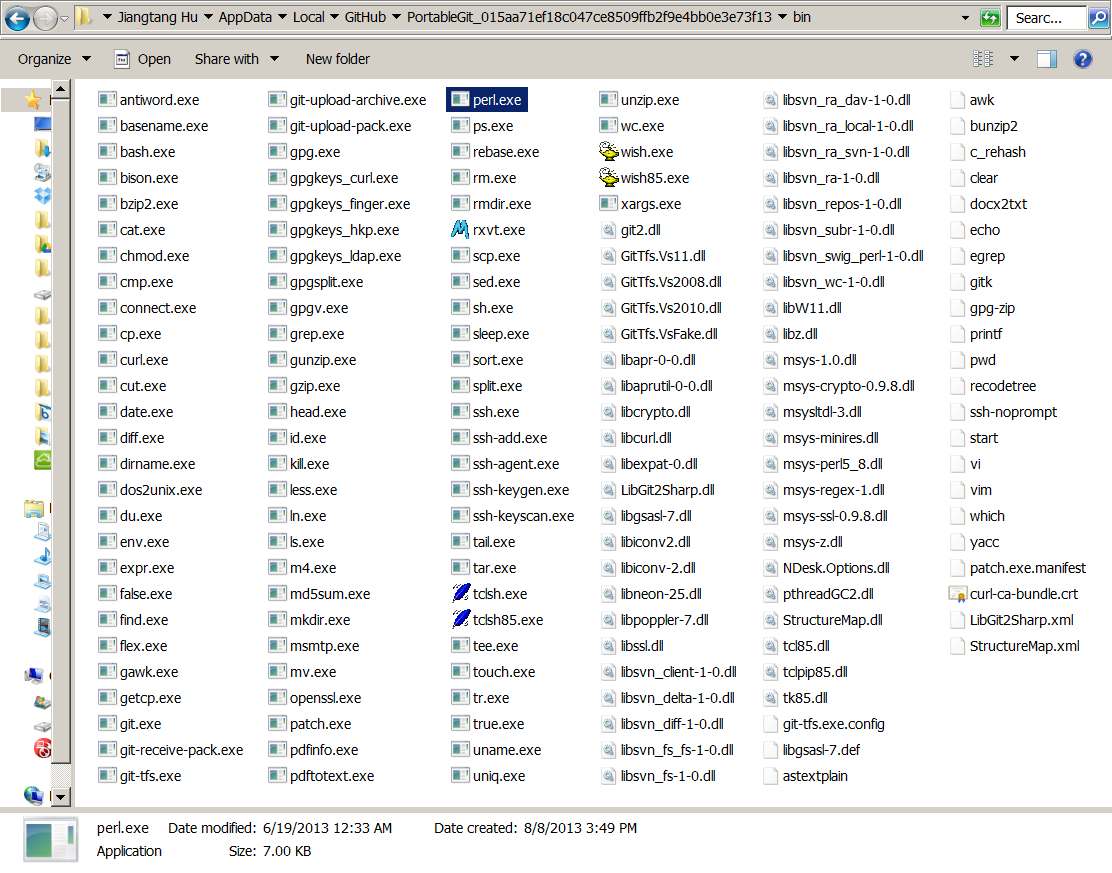 Jiangtang Hu AppData Local GitHub PortableGit_015aa71ef18c047ce8509ffb2f9e4bb0e3e73f13 bin Searc...
Organize Open Share with New folder
antiword.exe
basename.exe
bash.exe
bison.exe
bzip2.exe
cat.exe
chmod.exe
cmp.exe
connect.exe
cp.exe
curl.exe
cut.exe
date.exe
diff.exe
dirname.exe
dos2unix.exe
du.exe
env.exe
expr.exe
false.exe
find.exe
flex.exe
gawk.exe
getcp.exe
git.exe
git-receive-pack.exe
git-tfs.exe
git-upload-archive.exe
git-upload-pack.exe
gpg.exe
gpgkeys_curl.exe
gpgkeys_finger.exe
gpgkeys_hkp.exe
gpgkeys_ldap.exe
gpgsplit.exe
gpgv.exe
grep.exe
gunzip.exe
gzip.exe
head.exe
id.exe
kill.exe
less.exe
ln.exe
ls.exe
m4.exe
md5sum.exe
mkdir.exe
msmtp.exe
mv.exe
openssl.exe
patch.exe
pdfinfo.exe
pdftotext.exe
perl.exe
ps.exe
rebase.exe
rm.exe
rmdir.exe
rxvt.exe
scp.exe
sed.exe
sh.exe
sleep.exe
sort.exe
split.exe
ssh.exe
ssh-add.exe
ssh-agent.exe
ssh-keygen.exe
ssh-keyscan.exe
tail.exe
tar.exe
tclsh.exe
tclsh85.exe
tee.exe
touch.exe
tr.exe
true.exe
uname.exe
uniq.exe
unzip.exe
wc.exe
wish.exe
wish85.exe
xargs.exe
git2.dll
GitTfs.Vs11.dll
GitTfs.Vs2008.dll
GitTfs.Vs2010.dll
GitTfs.VsFake.dll
libapr-0-0.dll
libaprutil-0-0.dll
libcrypto.dll
libcurl.dll
libexpat-0.dll
LibGit2Sharp.dll
libgsasl-7.dll
libiconv2.dll
libiconv-2.dll
libneon-25.dll
libpoppler-7.dll
libssl.dll
libsvn_client-1-0.dll
libsvn_delta-1-0.dll
libsvn_diff-1-0.dll
libsvn_fs_fs-1-0.dll
libsvn_fs-1-0.dll
libsvn_ra_dav-1-0.dll
libsvn_ra_local-1-0.dll
libsvn_ra_svn-1-0.dll
libsvn_ra-1-0.dll
libsvn_repos-1-0.dll
libsvn_subr-1-0.dll
libsvn_swig_perl-1-0.dll
libsvn_wc-1-0.dll
libW11.dll
libz.dll
msys-1.0.dll
msys-crypto-0.9.8.dll
msysltdl-3.dll
msys-minires.dll
msys-perl5_8.dll
msys-regex-1.dll
msys-ssl-0.9.8.dll
msys-z.dll
NDesk.Options.dll
pthreadGC2.dll
StructureMap.dll
tcl85.dll
tclpip85.dll
tk85.dll
git-tfs.exe.config
libgsasl-7.def
astextplain
awk
bunzip2
c_rehash
clear
docx2txt
echo
egrep
gitk
gpg-zip
printf
pwd
recodetree
ssh-noprompt
start
vi
vim
which
yacc
patch.exe.manifest
curl-ca-bundle.crt
LibGit2Sharp.xml
StructureMap.xml
perl.exe Date modified: 6/19/2013 12:33 AM Date created: 8/8/2013 3:49 PM
Application Size: 7.00 KB